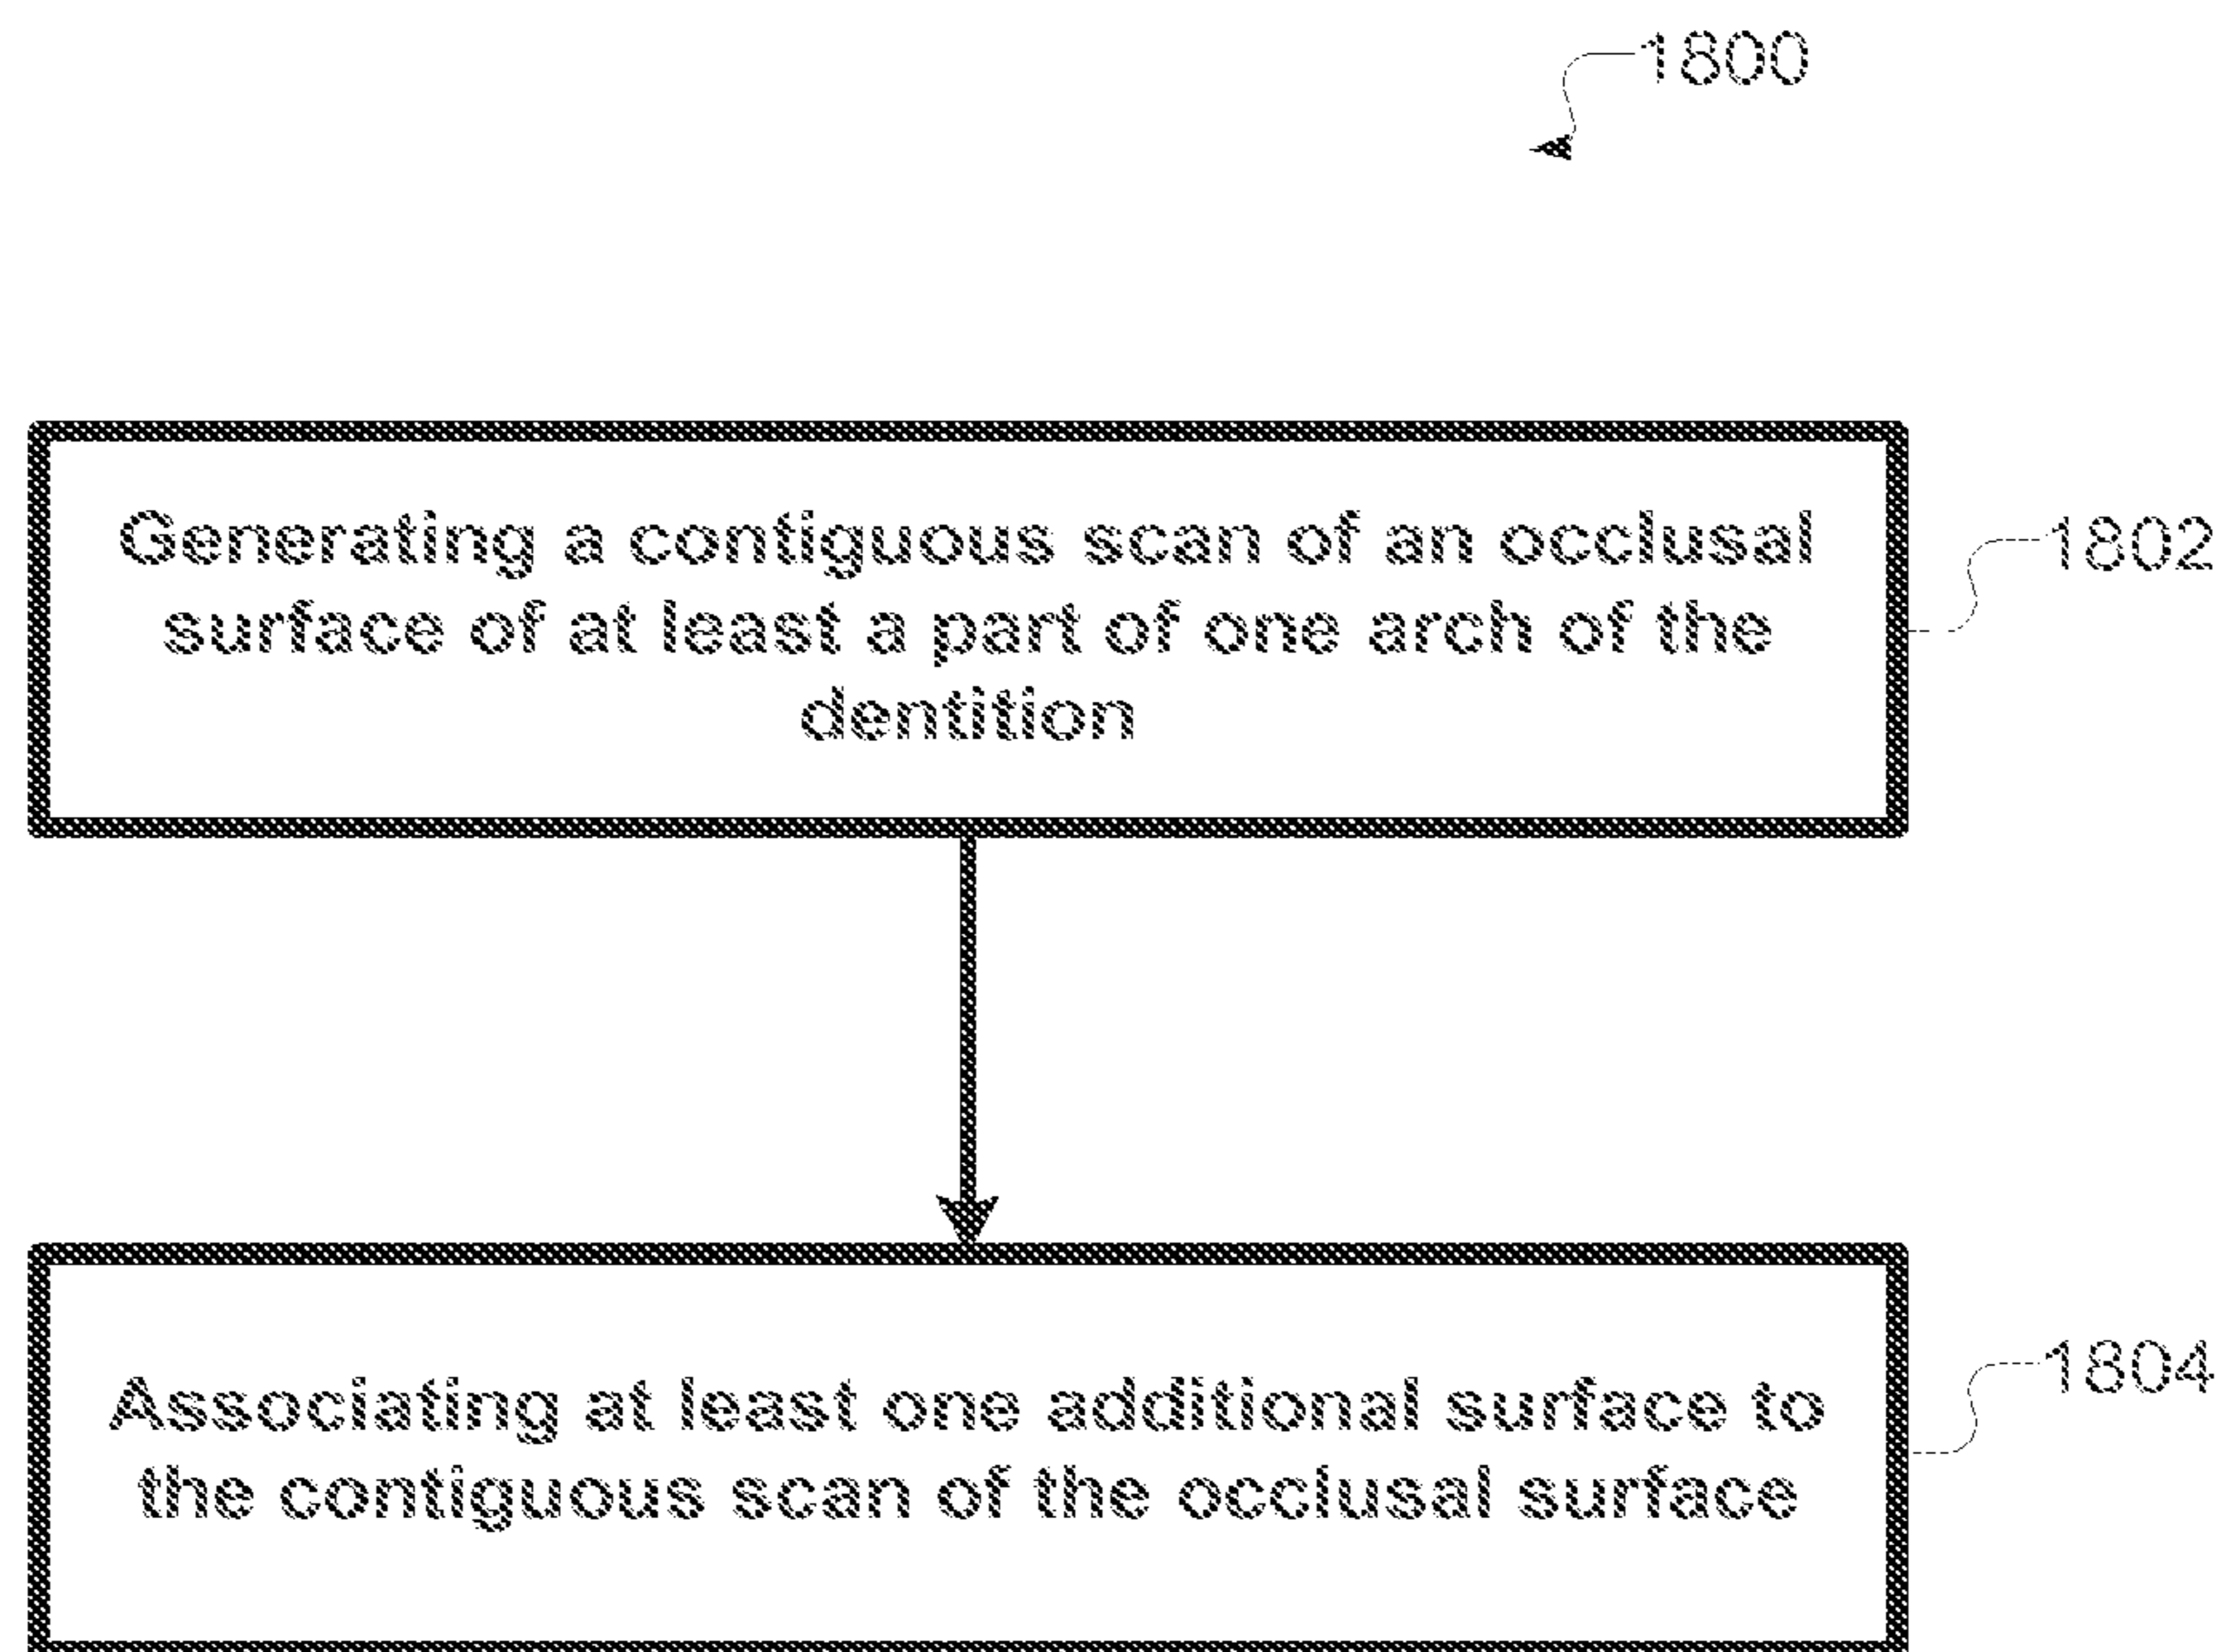 1800
Generating a contiguous scan of an occlusal
surface of at least a part of one arch of the
dentition
1802
Associating at least one additional surface to
the contiguous scan of the occlusal surface
1804